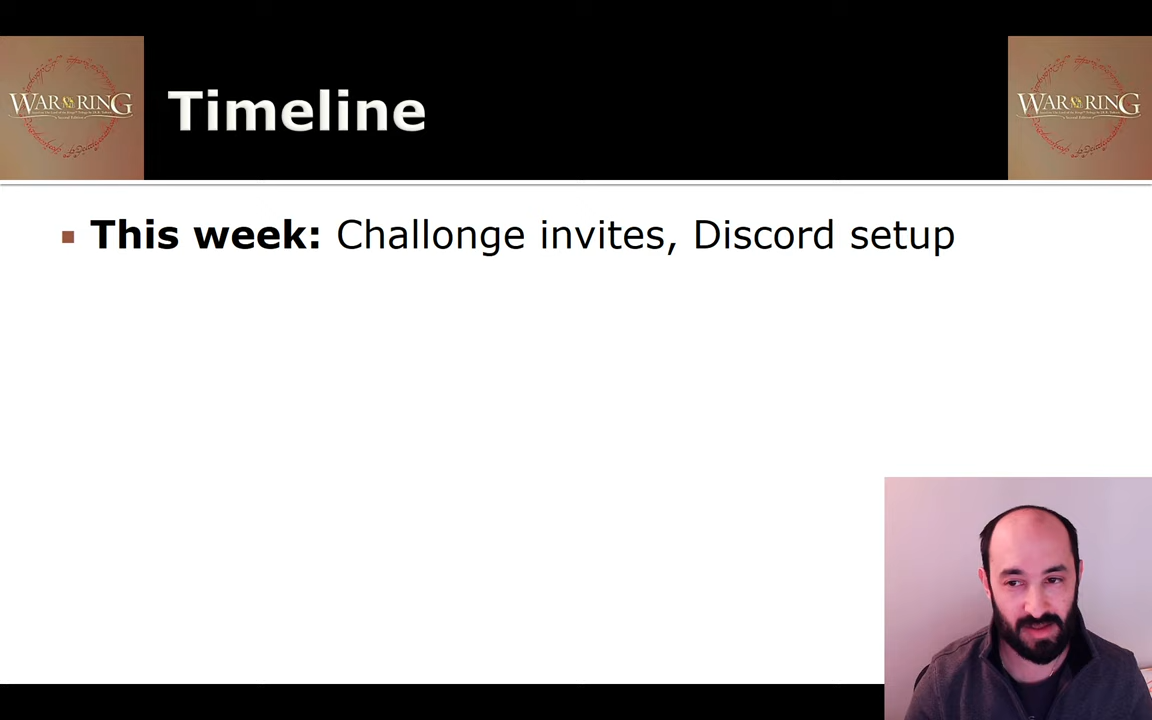 Timeline
WAR RING
WAR RING
This week: Challonge invites, Discord setup